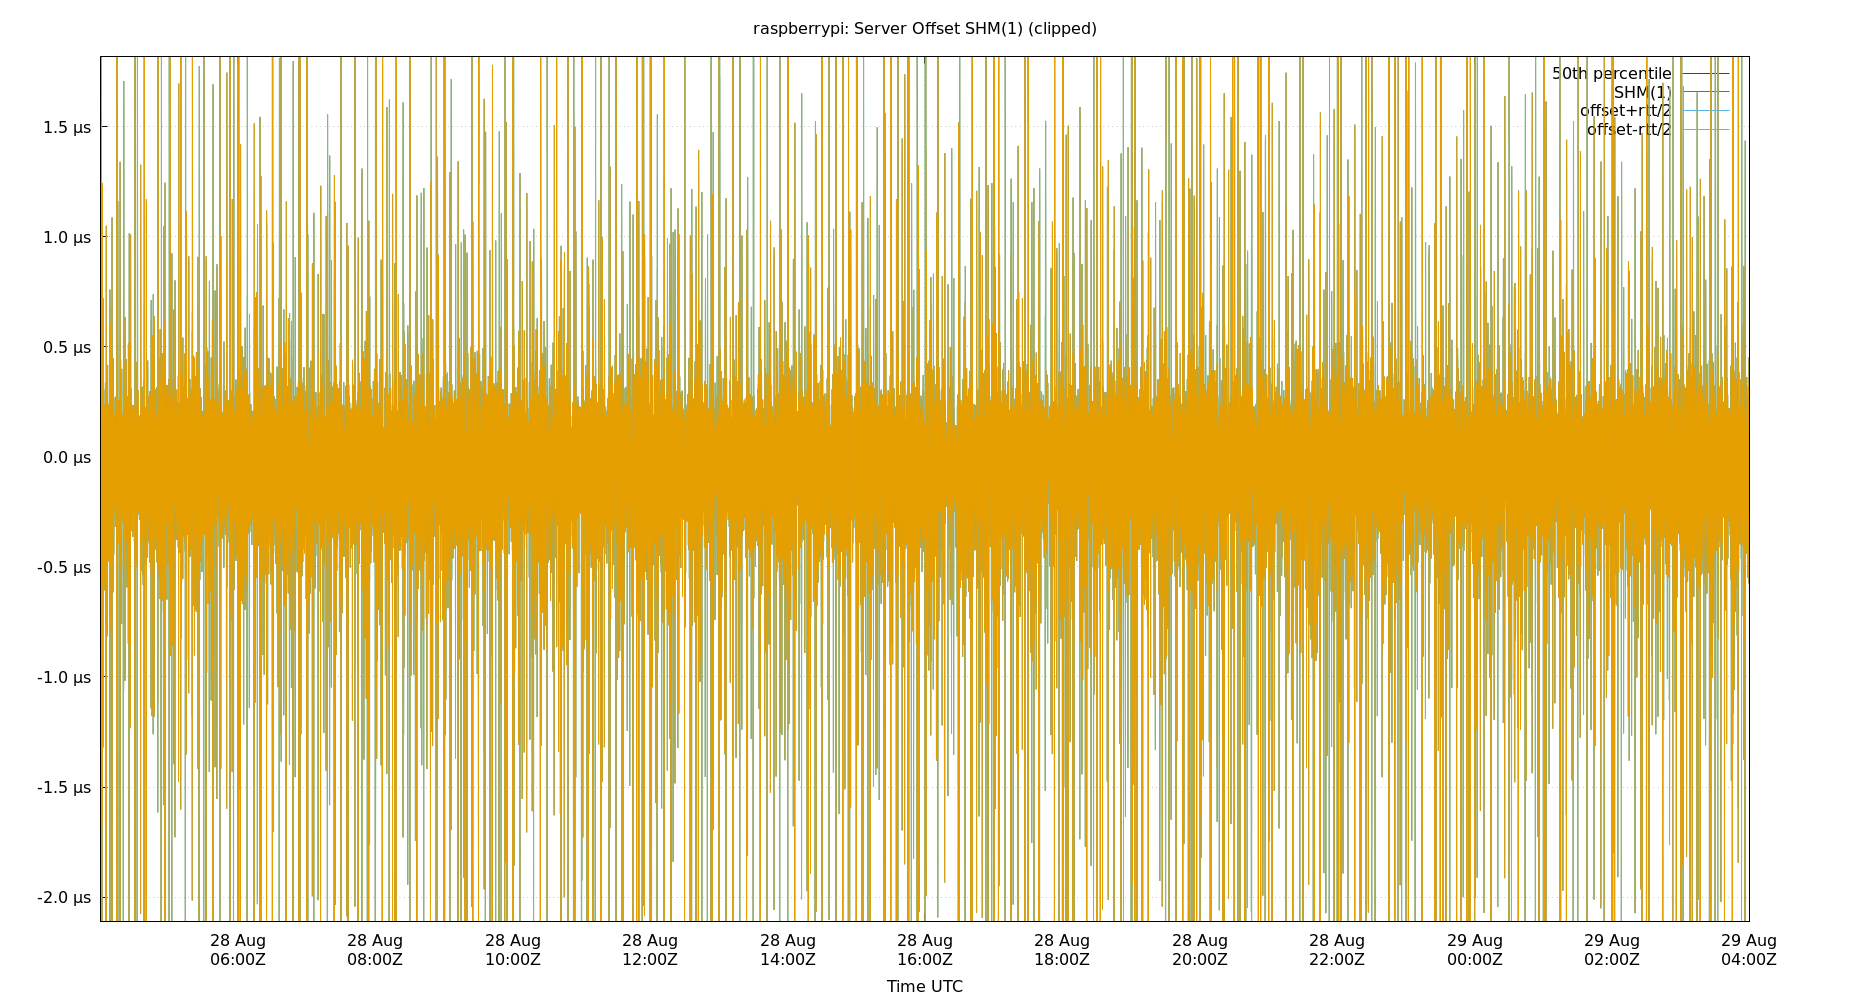 raspberrypi: Server Offset SHM(1) (clipped)
50th percentile
SHM(1)
offset+rtt/2
offset-rtt/2
1.5 µs
1.0 µs
0.5 µs
0.0 µs
-0.5 µs
-1.0 µs
-1.5 µs
-2.0 µs
28 Aug 28 Aug 28 Aug 28 Aug 28 Aug 28 Aug 28 Aug 28 Aug 28 Aug 29 Aug 29 Aug 29 Aug
06:00Z 08:00Z 10:00Z 12:00Z 14:00Z 16:00Z 18:00Z 20:00Z 22:00Z 00:00Z 02:00Z 04:00Z
Time UTC